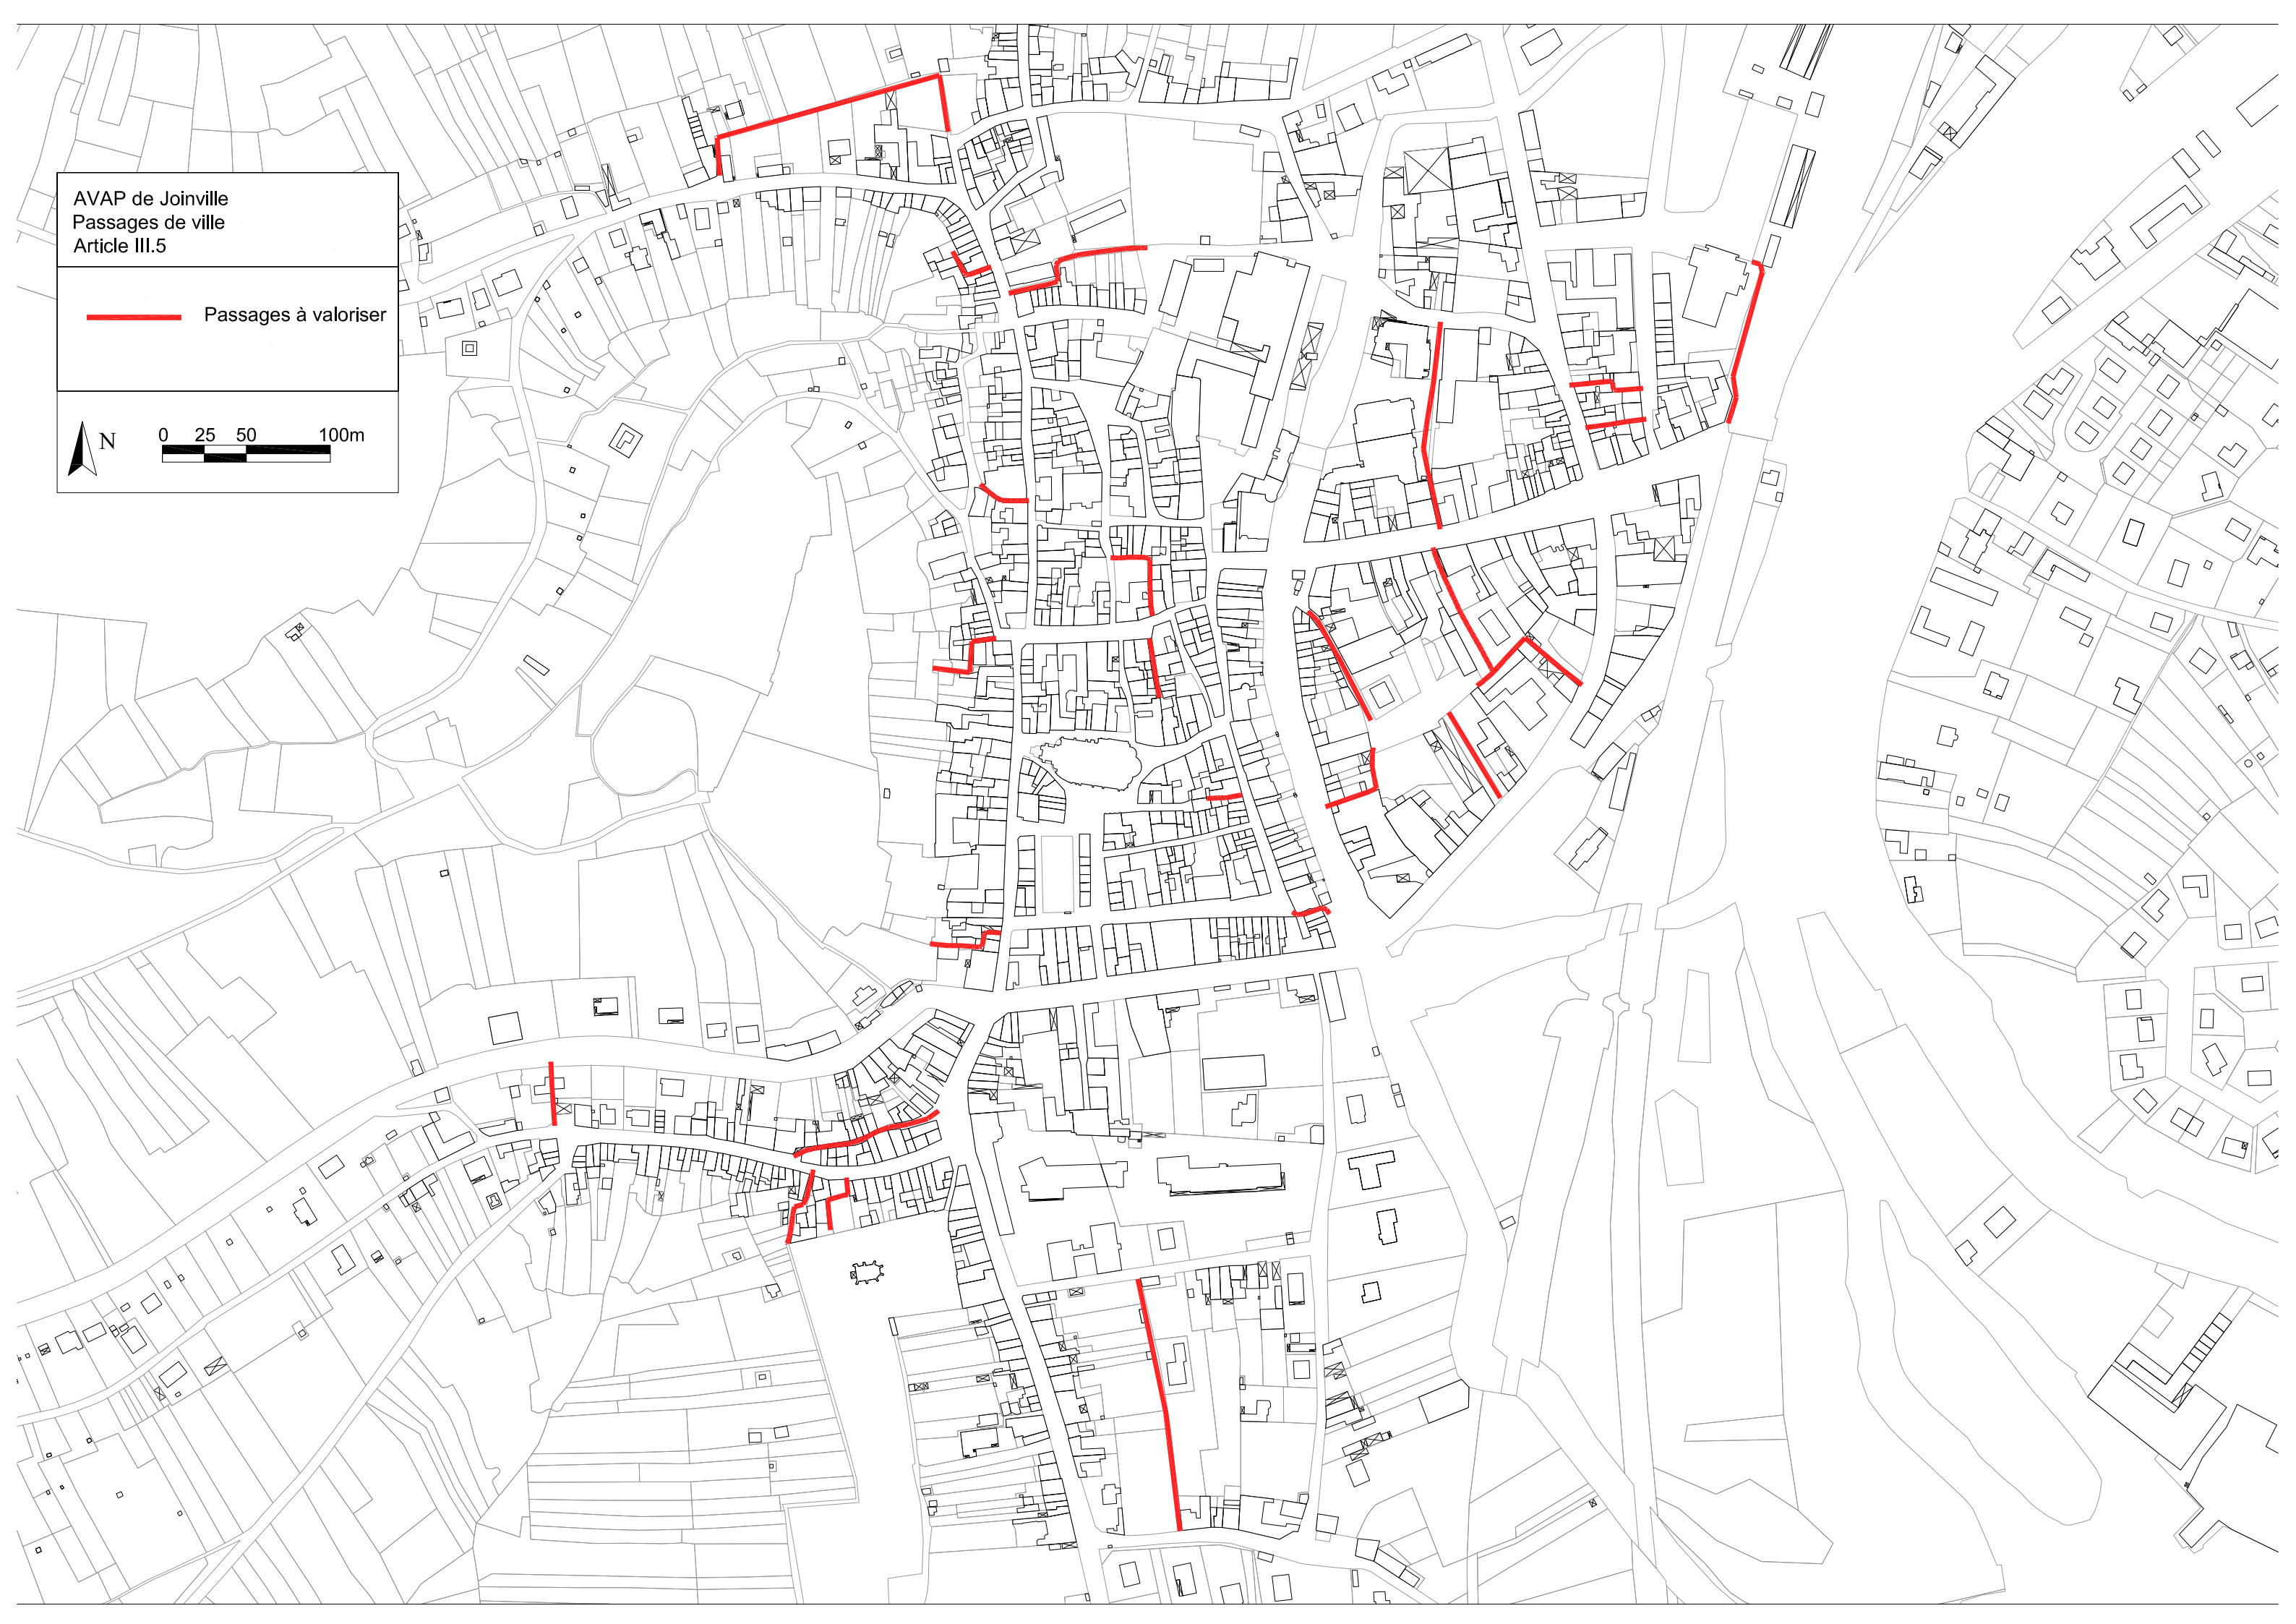 AVAP de Joinville
Passages de ville
Article III.5
Passages à valoriser
N
0 25 50 100m